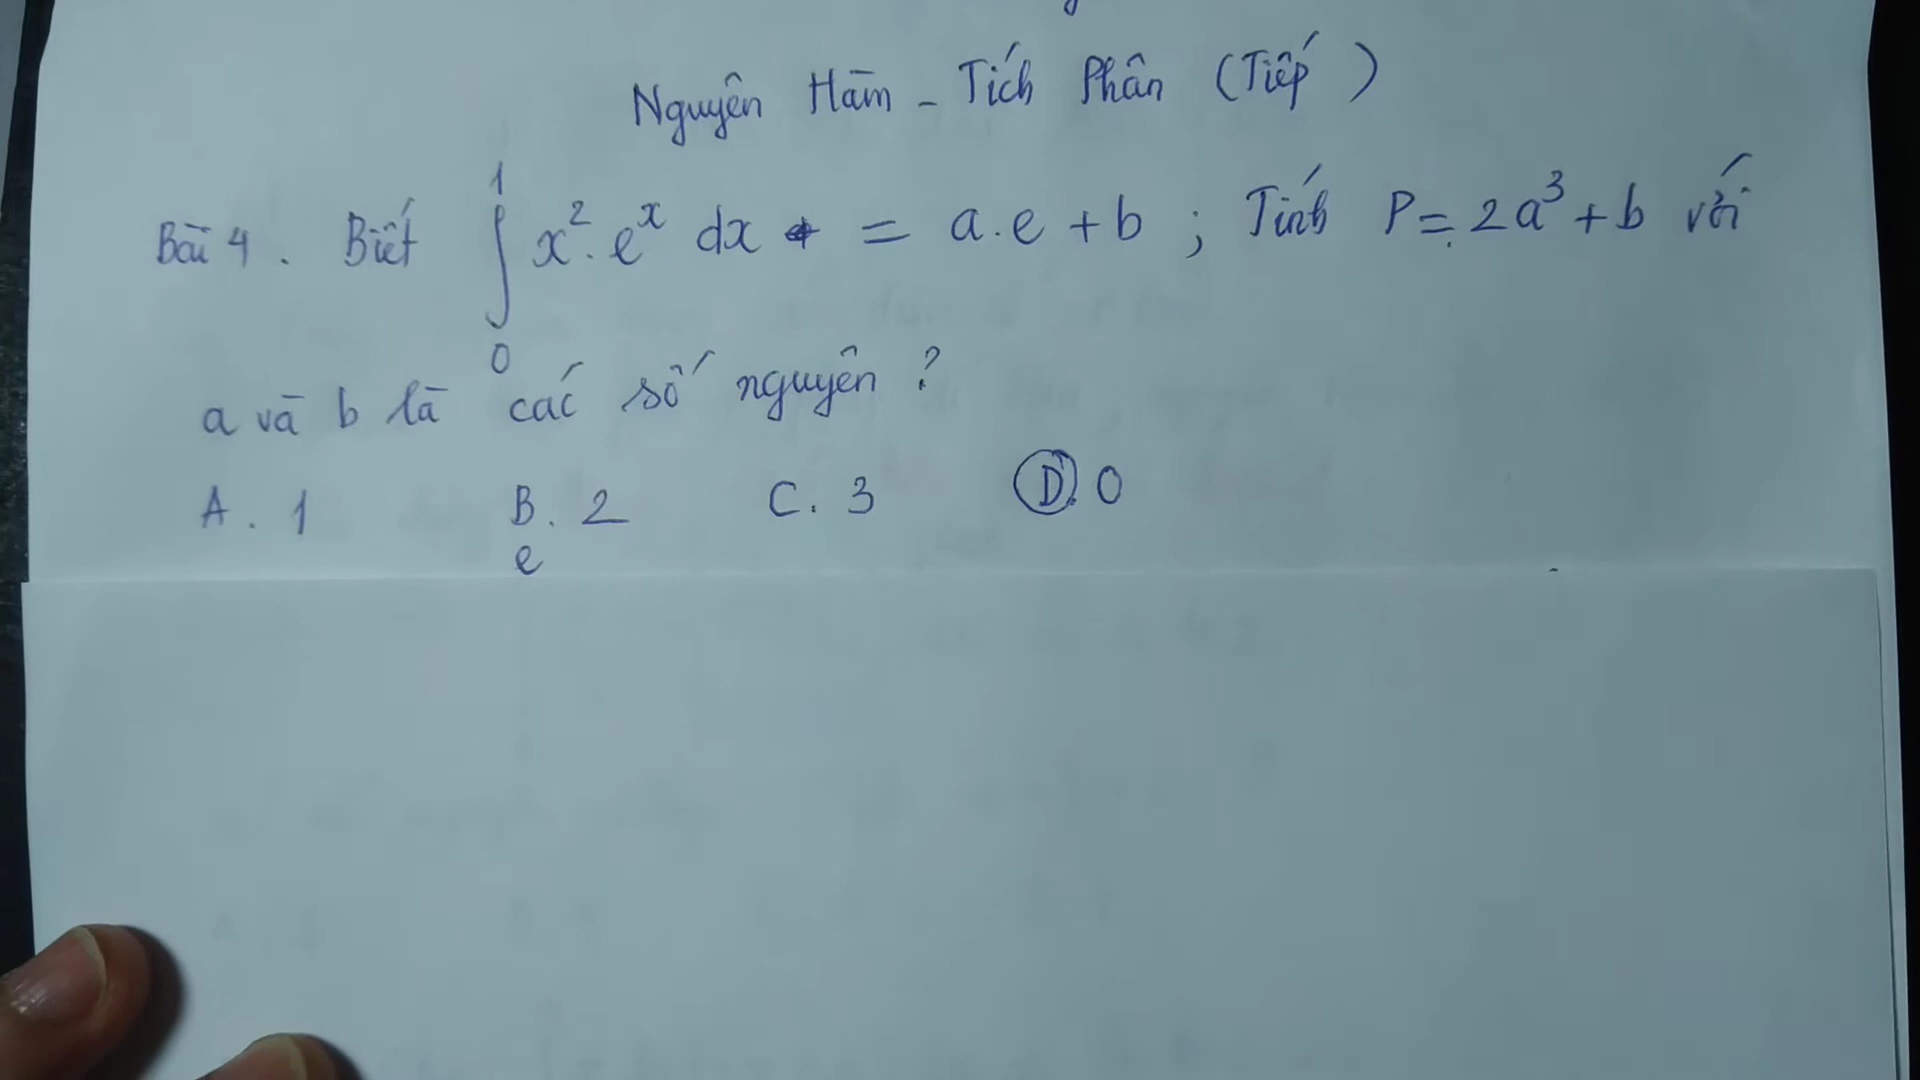 Nguyên Hàm - Tích Phân (Tiếp)
Bài 4. Biết ∫₀¹ x². eˣ dx = a.e + b ; Tính P = 2a³ + b với
a và b là các số nguyên ?
A. 1 B. 2 C. 3 D. 0
e